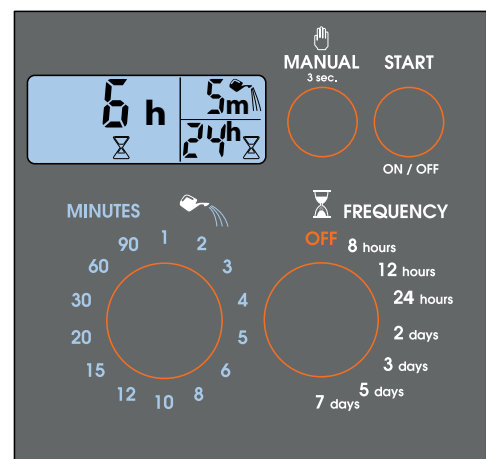 MANUAL
3 sec.
START
6 h
5m
24h
ON / OFF
MINUTES
FREQUENCY
90
1
2
3
4
5
6
8
10
12
15
20
30
60
OFF
8 hours
12 hours
24 hours
2 days
3 days
5 days
7 days